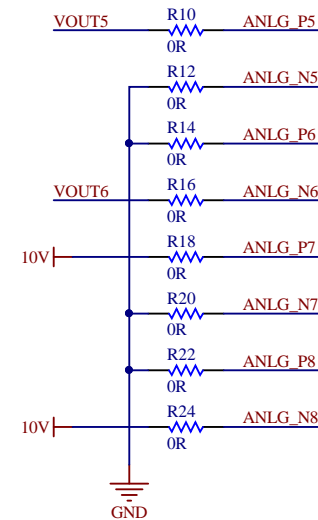 VOUT5 R10 ANLG_P5
0R
R12 ANLG_N5
0R
R14 ANLG_P6
0R
VOUT6 R16 ANLG_N6
0R
10V R18 ANLG_P7
0R
R20 ANLG_N7
0R
R22 ANLG_P8
0R
10V R24 ANLG_N8
0R
GND